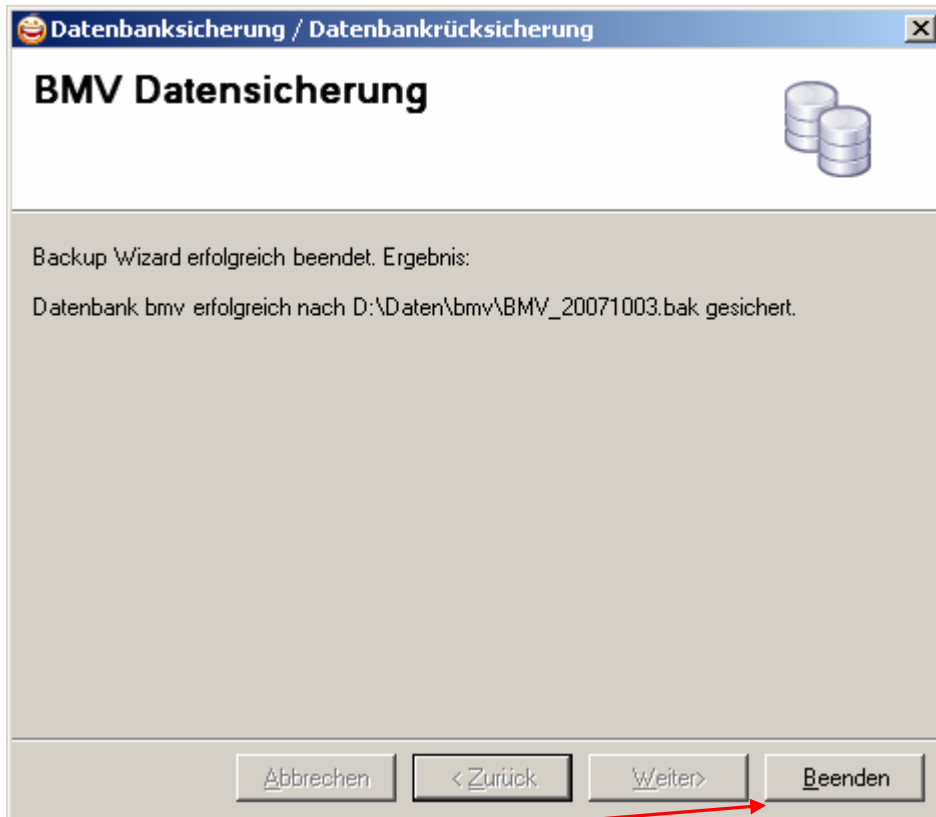 Datenbanksicherung / Datenbankrücksicherung
BMV Datensicherung
Backup Wizard erfolgreich beendet. Ergebnis:
Datenbank bmv erfolgreich nach D:\Daten\bmv\BMV_20071003.bak gesichert.
Abbrechen < Zurück Weiter> Beenden